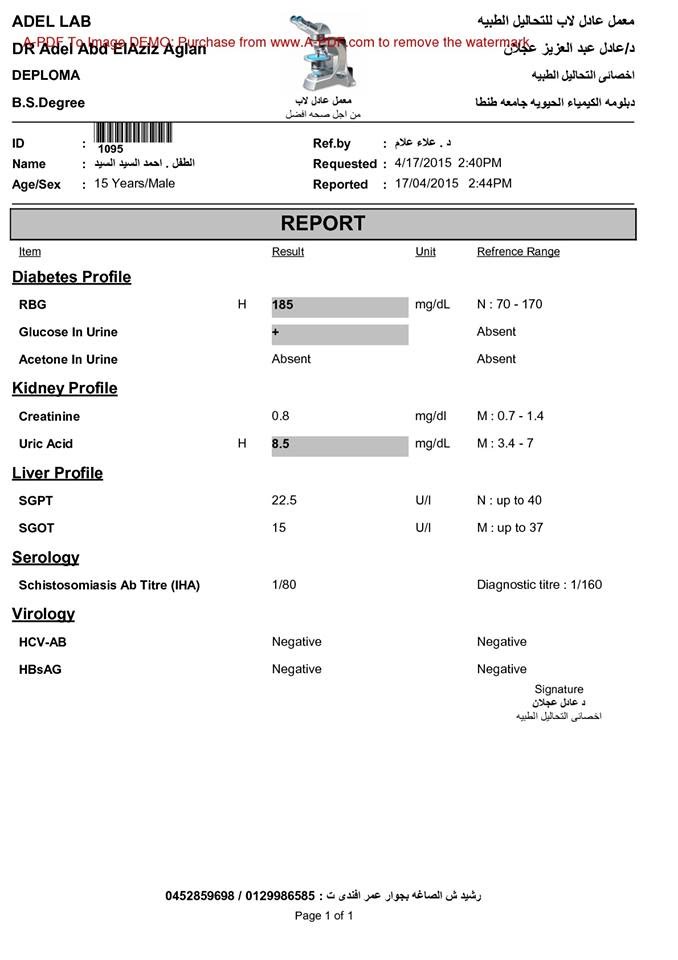 ADEL LAB
معمل عادل لاب للتحاليل الطبيه
A-PDF To Image DEMO: Purchase from www.A-PDF.com to remove the watermark
DR Adel Abd ElAziz Aglan
د/عادل عبد العزيز عجلان
DEPLOMA
اخصائى التحاليل الطبيه
B.S.Degree
معمل عادل لاب
دبلومه الكيمياء الحيويه جامعه طنطا
من اجل صحه افضل
ID :
1095
Ref.by : د . علاء علام
Name : الطفل . احمد السيد السيد
Requested : 4/17/2015 2:40PM
Age/Sex : 15 Years/Male
Reported : 17/04/2015 2:44PM
REPORT
Item Result Unit Refrence Range
Diabetes Profile
RBG H 185 mg/dL N : 70 - 170
Glucose In Urine + Absent
Acetone In Urine Absent Absent
Kidney Profile
Creatinine 0.8 mg/dl M : 0.7 - 1.4
Uric Acid H 8.5 mg/dL M : 3.4 - 7
Liver Profile
SGPT 22.5 U/l N : up to 40
SGOT 15 U/l M : up to 37
Serology
Schistosomiasis Ab Titre (IHA) 1/80 Diagnostic titre : 1/160
Virology
HCV-AB Negative Negative
HBsAG Negative Negative
Signature
د عادل عجلان
اخصائى التحاليل الطبيه
رشيد ش الصاغه بجوار عمر افندى ت : 0129986585 / 0452859698
Page 1 of 1